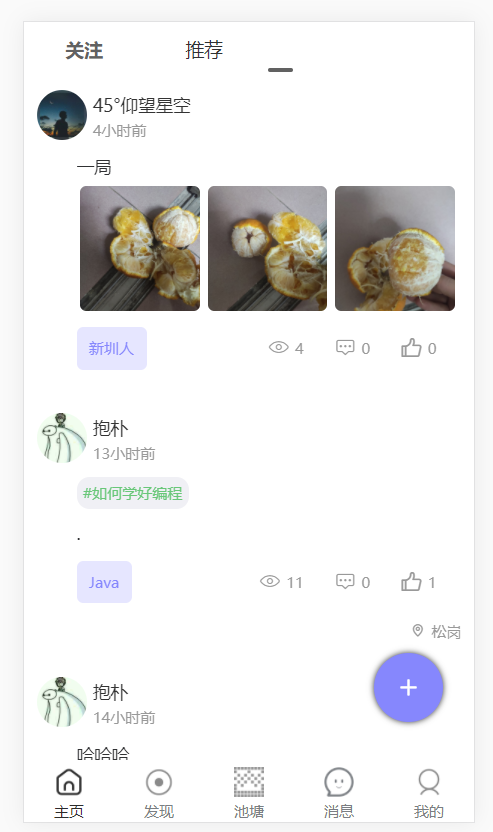 关注 推荐
45°仰望星空
4小时前
一局
新圳人 4 0 0
抱朴
13小时前
#如何学好编程
.
Java 11 0 1
松岗
抱朴
14小时前
哈哈哈
主页 发现 池塘 消息 我的